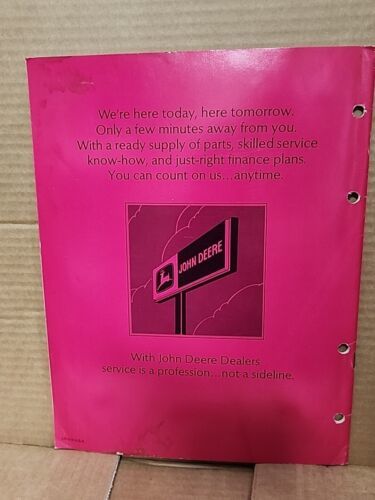 We're here today, here tomorrow.
Only a few minutes away from you.
With a ready supply of parts, skilled service
know-how, and just-right finance plans.
You can count on us...anytime.
JOHN DEERE
With John Deere Dealers
service is a profession...not a sideline.